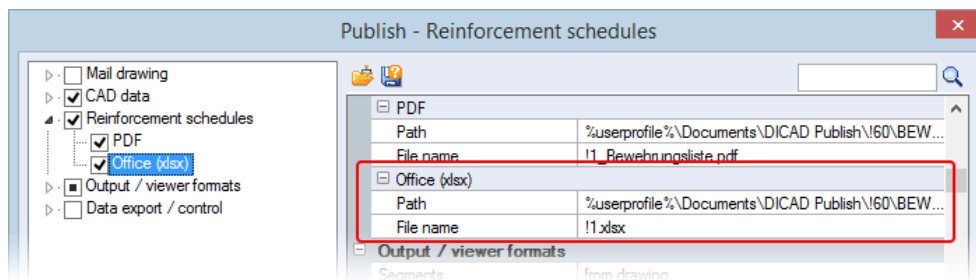 Publish - Reinforcement schedules
Mail drawing
CAD data
Reinforcement schedules
PDF
Office (xlsx)
Output / viewer formats
Data export / control
PDF
Path %userprofile%\Documents\DICAD Publish\!60\BEW...
File name !1_Bewehrungsliste.pdf
Office (xlsx)
Path %userprofile%\Documents\DICAD Publish\!60\BEW...
File name !1.xlsx
Output / viewer formats
Segments from drawing